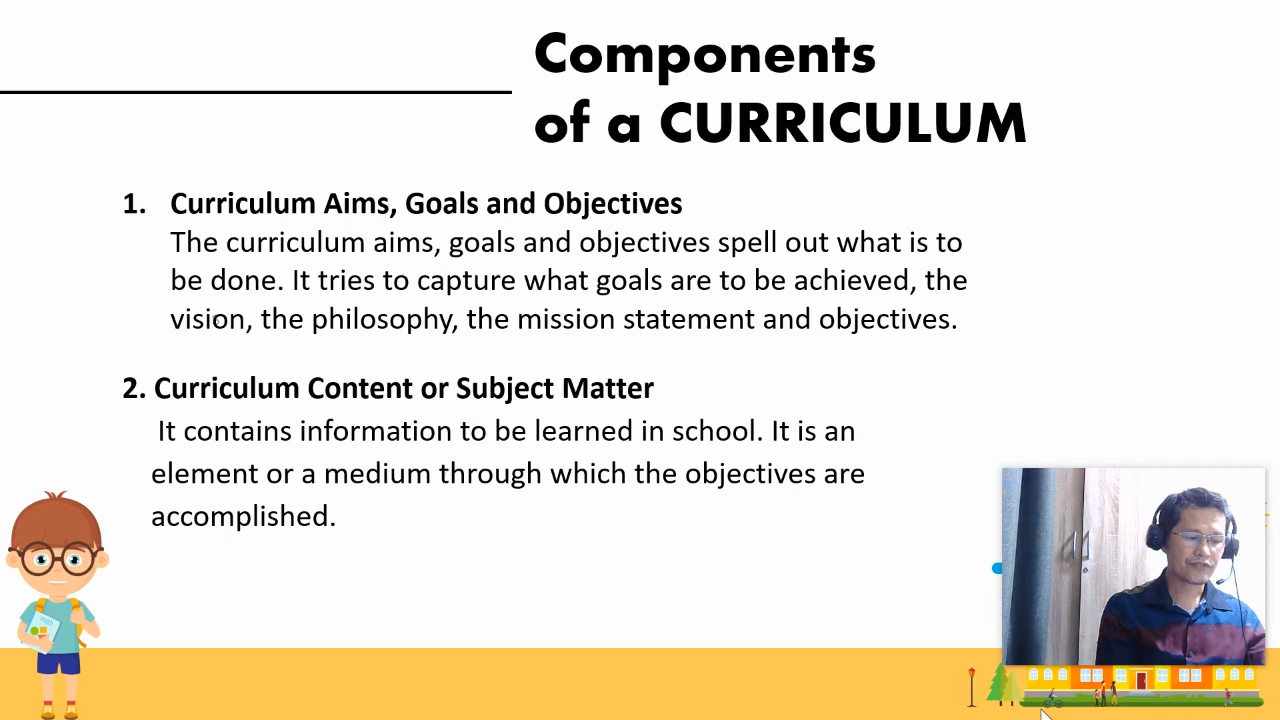 Components
of a CURRICULUM
1. Curriculum Aims, Goals and Objectives
The curriculum aims, goals and objectives spell out what is to
be done. It tries to capture what goals are to be achieved, the
vision, the philosophy, the mission statement and objectives.
2. Curriculum Content or Subject Matter
It contains information to be learned in school. It is an
element or a medium through which the objectives are
accomplished.